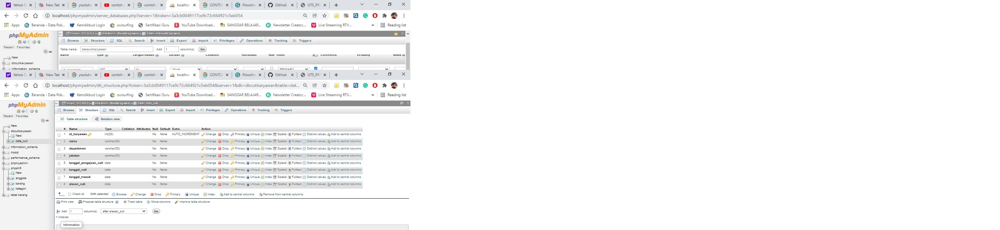 Yahoo S New Tab youtube contoh c contoh localhos CONTOH Flowcha GitHub UTS_PR
localhost/phpmyadmin/server_databases.php?server=1&token=3a3cb0049117ce9c72c664921c5eb054
Apps Beranda - Data Pok... Kemdikbud Login oursurfing Sertifikasi Guru YouTube Download... SANGGAR BELAJAR... Newsletter Creator,... Live Streaming RTV... » Reading list
phpMyAdmin
Server: 127.0.0.1 » Database: dbcutikaryawan » Table: datacutikaryawan
Browse Structure SQL Search Insert Export Import Privileges Operations Tracking Triggers
Recent Favorites
Table name: datacutikaryawan Add 1 column(s) Go
Name Type Length/Values Default Collation Attributes Null Index A_I Comments Virtuality MIME ty
New
dbcutikaryawan
information_schema
id_karyawan INT 20 None PRIMARY
Yahoo S New Tab youtube contoh c contoh localhos CONTOH Flowcha GitHub UTS_PR
localhost/phpmyadmin/db_structure.php?token=3a3cb0049117ce9c72c664921c5eb054&server=1&db=dbcutikaryawan&table=dat...
Apps Beranda - Data Pok... Kemdikbud Login oursurfing Sertifikasi Guru YouTube Download... SANGGAR BELAJAR... Newsletter Creator,... Live Streaming RTV... » Reading list
phpMyAdmin
Server: 127.0.0.1 » Database: dbcutikaryawan » Table: data_cuti
Browse Structure SQL Search Insert Export Import Privileges Operations Tracking Triggers
Recent Favorites
Table structure Relation view
New
dbcutikaryawan
New
data_cuti
information_schema
mysql
performance_schema
phpmyadmin
phpshift
New
anggota
barang
kategori
tabel barang
# Name Type Collation Attributes Null Default Extra Action
1 id_karyawan int(20) No None AUTO_INCREMENT Change Drop Primary Unique Index Spatial Fulltext Distinct values Add to central columns
2 nama varchar(30) No None Change Drop Primary Unique Index Spatial Fulltext Distinct values Add to central columns
3 departemen varchar(30) No None Change Drop Primary Unique Index Spatial Fulltext Distinct values Add to central columns
4 jabatan varchar(30) No None Change Drop Primary Unique Index Spatial Fulltext Distinct values Add to central columns
5 tanggal_pengajuan_cuti date No None Change Drop Primary Unique Index Spatial Fulltext Distinct values Add to central columns
6 tanggal_cuti date No None Change Drop Primary Unique Index Spatial Fulltext Distinct values Add to central columns
7 tanggal_masuk date No None Change Drop Primary Unique Index Spatial Fulltext Distinct values Add to central columns
8 alasan_cuti date No None Change Drop Primary Unique Index Spatial Fulltext Distinct values Add to central columns
Check all With selected: Browse Change Drop Primary Unique Index Add to central columns Remove from central columns
Print view Propose table structure Track table Move columns Improve table structure
Add 1 column(s) after alasan_cuti Go
+ Indexes
Information